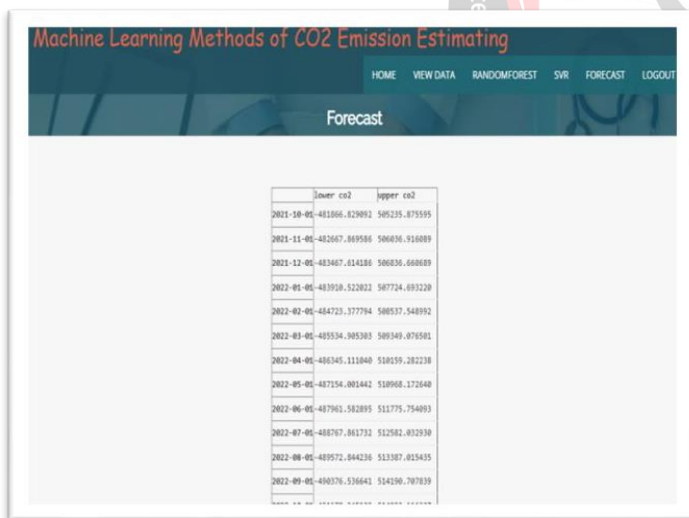 Machine Learning Methods of CO2 Emission Estimating
HOME VIEW DATA RANDOMFOREST SVR FORECAST LOGOUT
Forecast
lower co2 upper co2
2021-10-01 -481866.829092 505235.875595
2021-11-01 -482667.869586 506036.916089
2021-12-01 -483467.614186 506836.660689
2022-01-01 -483910.522022 507724.693220
2022-02-01 -484723.377794 508537.548992
2022-03-01 -485534.905303 509349.076501
2022-04-01 -486345.111040 510159.282238
2022-05-01 -487154.001442 510968.172640
2022-06-01 -487961.582895 511775.754093
2022-07-01 -488767.861732 512582.032930
2022-08-01 -489572.844236 513387.015435
2022-09-01 -490376.536641 514190.707839